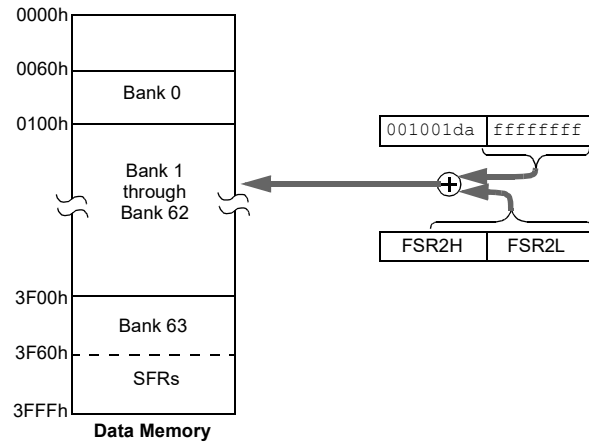 0000h
0060h
Bank 0
0100h
001001da ffffffff
Bank 1
through
Bank 62
FSR2H FSR2L
3F00h
Bank 63
3F60h
SFRs
3FFFh
Data Memory